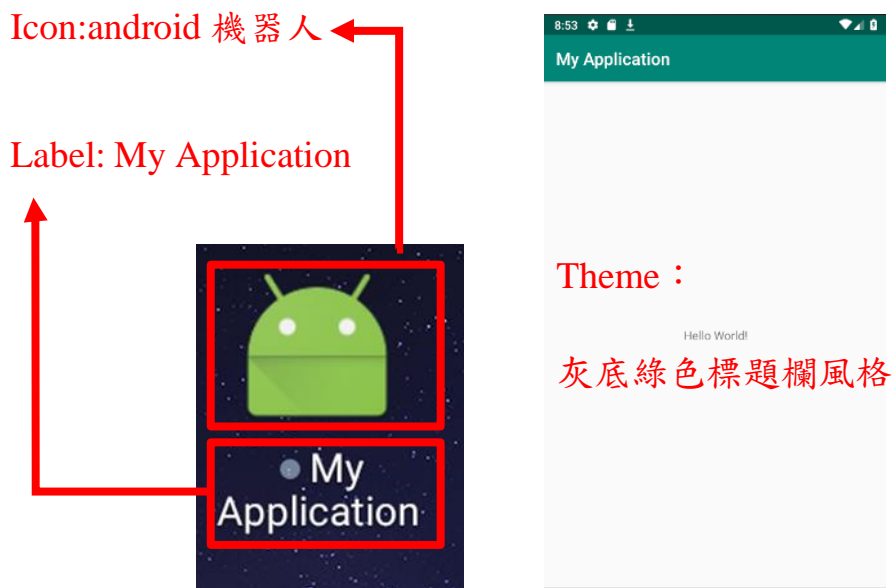 Icon:android 機器人
Label: My Application
My
Application
8:53
My Application
Theme：
Hello World!
灰底綠色標題欄風格